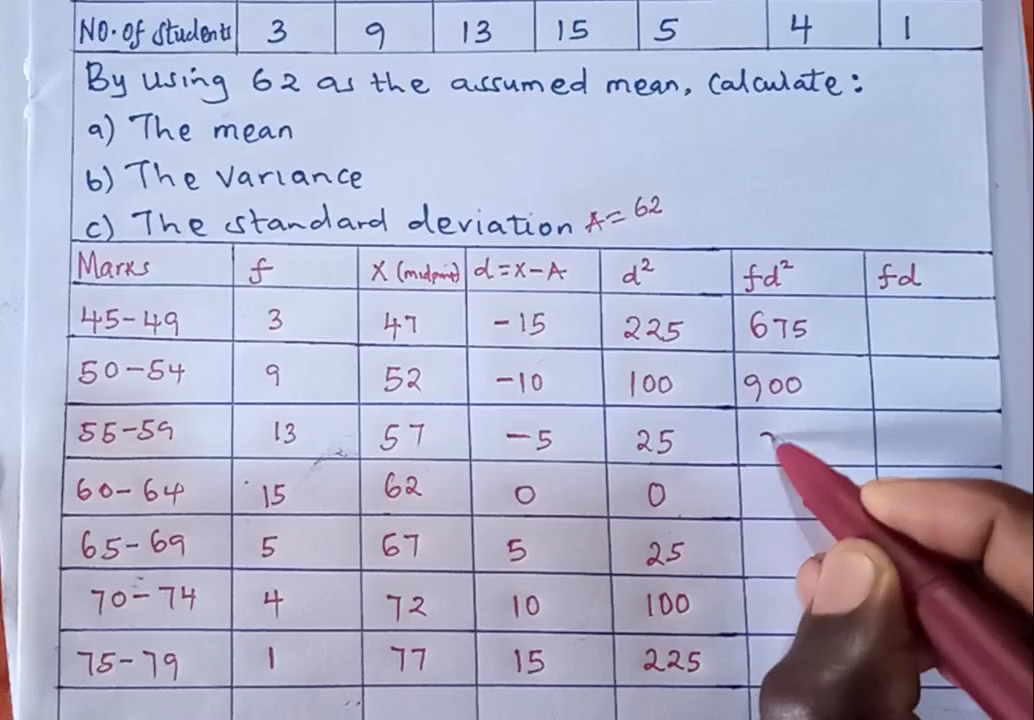 No. of students 3 9 13 15 5 4 1
By using 62 as the assumed mean, calculate:
a) The mean
b) The variance
c) The standard deviation A=62
Marks f X (midpoint) d=X-A d² fd² fd
45-49 3 47 -15 225 675
50-54 9 52 -10 100 900
55-59 13 57 -5 25
60-64 15 62 0 0
65-69 5 67 5 25
70-74 4 72 10 100
75-79 1 77 15 225